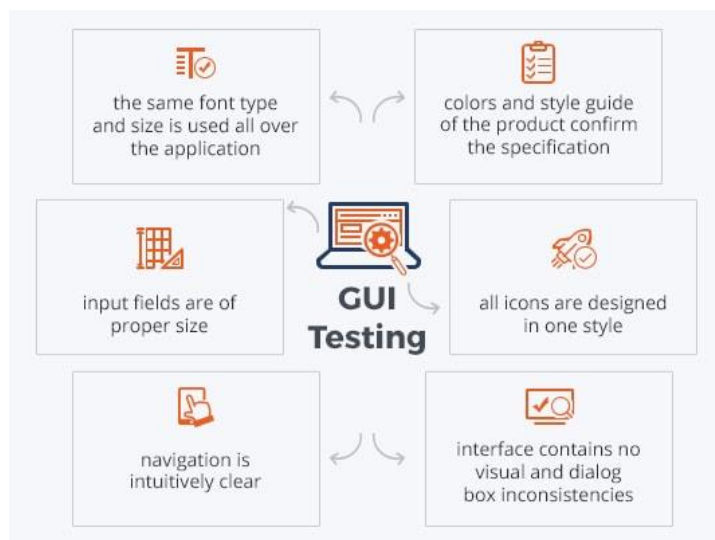 the same font type
and size is used all over
the application
colors and style guide
of the product confirm
the specification
input fields are of
proper size
GUI
Testing
all icons are designed
in one style
navigation is
intuitively clear
interface contains no
visual and dialog
box inconsistencies